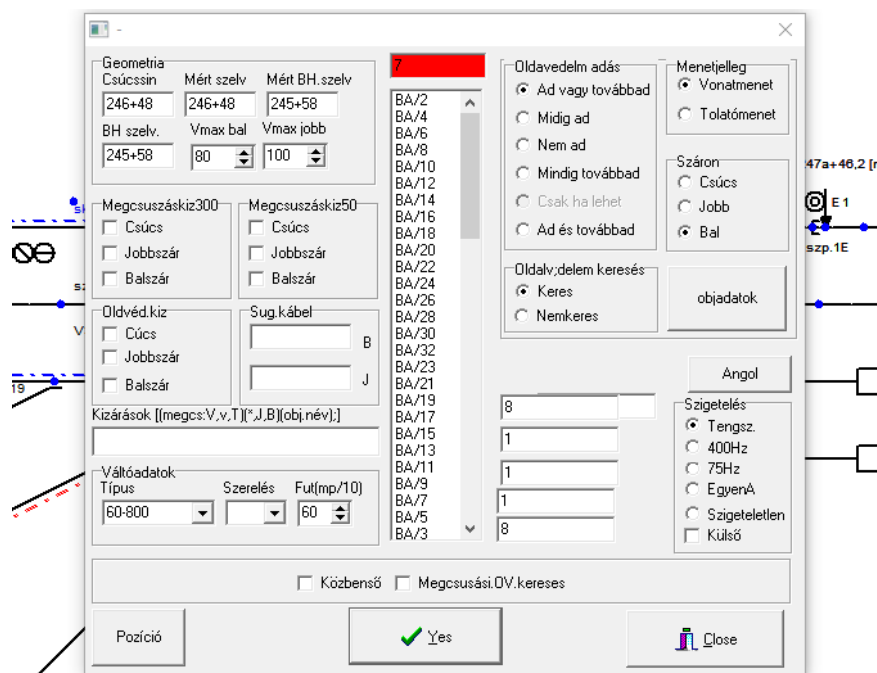 -
Geometria
Csúcssin Mért szelv Mért BH.szelv
246+48 246+48 245+58
BH szelv. Vmax bal Vmax jobb
245+58 80 100
Megcsuszáskiz300
Csúcs
Jobbszár
Balszár
Megcsuszáskiz50
Csúcs
Jobbszár
Balszár
Oldvéd.kiz
Cúcs
Jobbszár
Balszár
Sug.kábel
B
J
Kizárások [(megcs:V,v,T)(*,J,B)(obj.név);]
Váltóadatok
Típus Szerelés Fut(mp/10)
60-800 60
7
BA/2
BA/4
BA/6
BA/8
BA/10
BA/12
BA/14
BA/16
BA/18
BA/20
BA/22
BA/24
BA/26
BA/28
BA/30
BA/32
BA/23
BA/21
BA/19
BA/17
BA/15
BA/13
BA/11
BA/9
BA/7
BA/5
BA/3
Oldavedelm adás
Ad vagy továbbad
Midig ad
Nem ad
Mindig továbbad
Csak ha lehet
Ad és továbbad
Oldalv;delem keresés
Keres
Nemkeres
Menetjelleg
Vonatmenet
Tolatómenet
Száron
Csúcs
Jobb
Bal
objadatok
Angol
8
1
1
1
8
Szigetelés
Tengsz.
400Hz
75Hz
EgyenA
Szigeteletlen
Külső
Közbenső Megcsusási.OV.kereses
Pozíció Yes Close
47a+46,2 [r
E 1
szp.1E
V
19